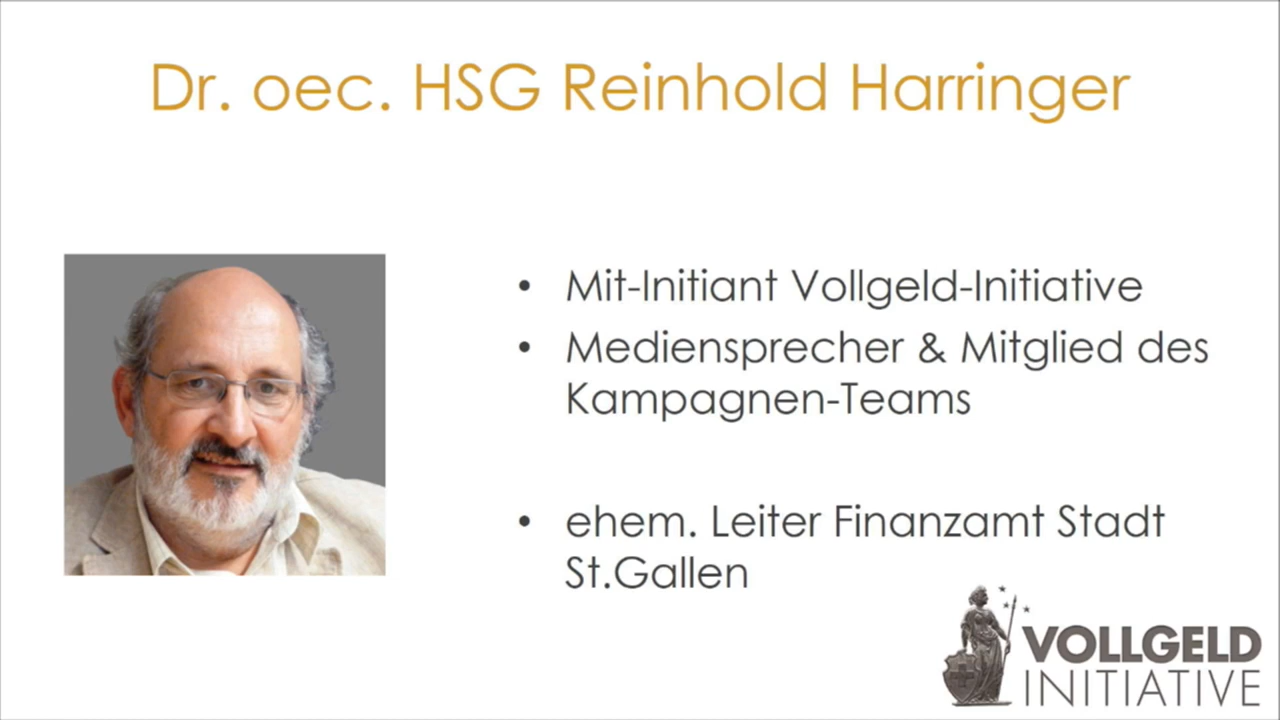 Dr. oec. HSG Reinhold Harringer
• Mit-Initiant Vollgeld-Initiative
• Mediensprecher & Mitglied des
Kampagnen-Teams
• ehem. Leiter Finanzamt Stadt
St.Gallen
VOLLGELD
INITIATIVE